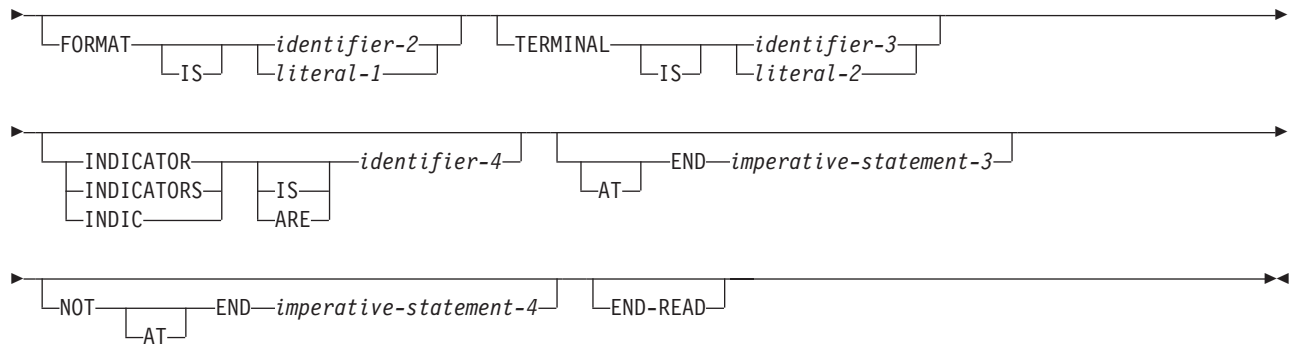 FORMAT IS identifier-2 literal-1 TERMINAL IS identifier-3 literal-2
INDICATOR INDICATORS INDIC IS ARE identifier-4 AT END imperative-statement-3
NOT AT END imperative-statement-4 END-READ